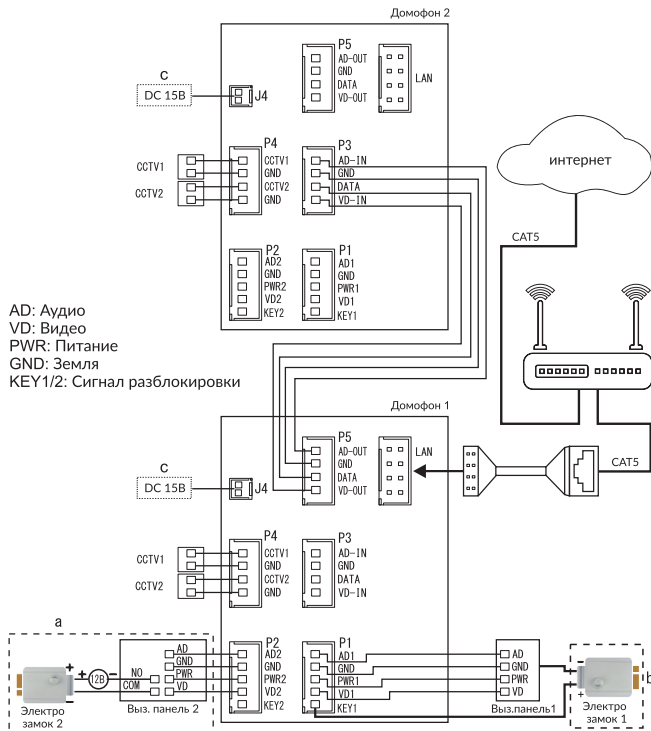 Домофон 2
P5
AD-OUT
GND
DATA
VD-OUT
LAN
C
DC 15В
J4
P4
CCTV1
GND
CCTV2
GND
CCTV1
CCTV2
P3
AD-IN
GND
DATA
VD-IN
интернет
CAT5
P2
AD2
GND
PWR2
VD2
KEY2
P1
AD1
GND
PWR1
VD1
KEY1
AD: Аудио
VD: Видео
PWR: Питание
GND: Земля
KEY1/2: Сигнал разблокировки
Домофон 1
P5
AD-OUT
GND
DATA
VD-OUT
LAN
CAT5
C
DC 15В
J4
P4
CCTV1
GND
CCTV2
GND
CCTV1
CCTV2
P3
AD-IN
GND
DATA
VD-IN
a
+
+
12В
−
−
NO
COM
AD
GND
PWR
VD
Электро
замок 2
Выз. панель 2
P2
AD2
GND
PWR2
VD2
KEY2
P1
AD1
GND
PWR1
VD1
KEY1
AD
GND
PWR
VD
Выз.панель1
−
+
b
Электро
замок 1